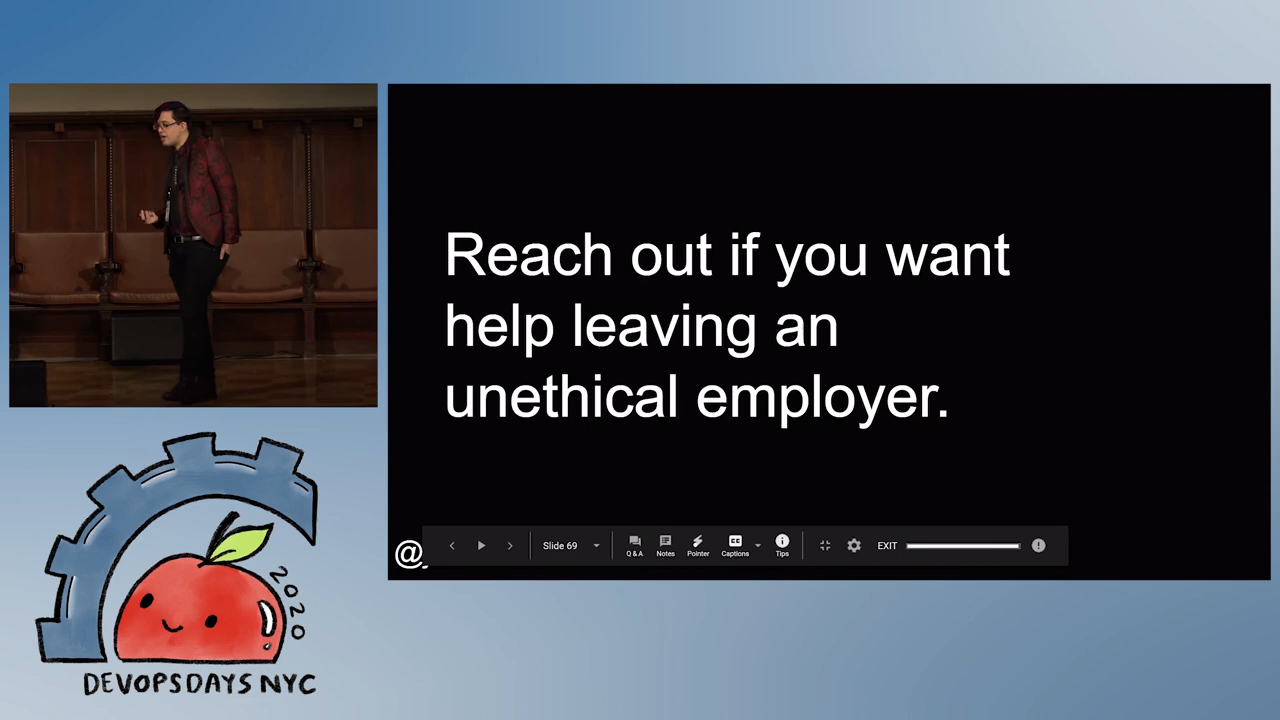 Reach out if you want
help leaving an
unethical employer.
@
Slide 69
Q & A
Notes
Pointer
CC
Captions
Tips
EXIT
2020
DEVOPSDAYS NYC